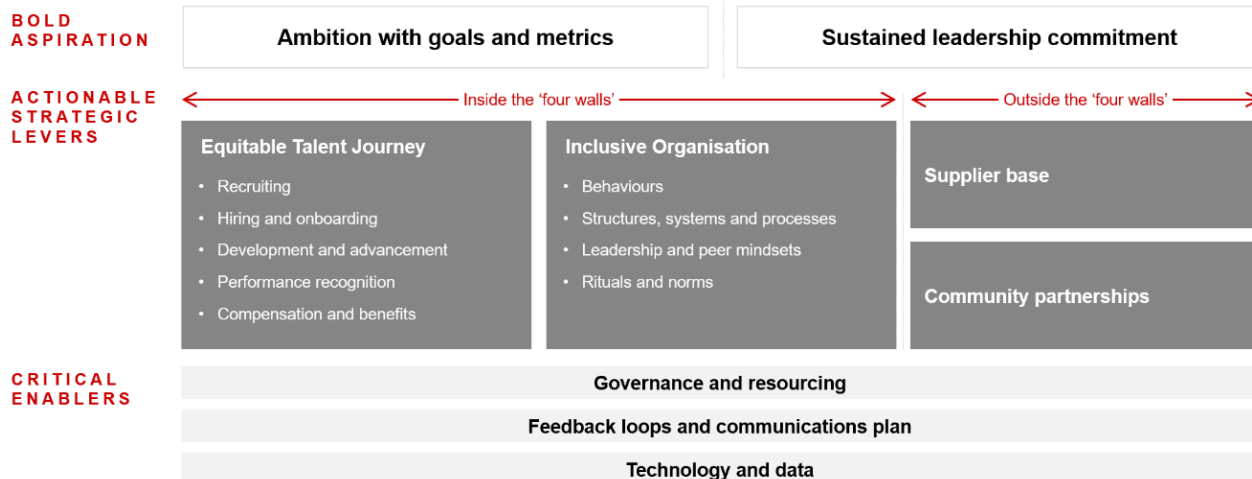 BOLD
ASPIRATION
Ambition with goals and metrics
Sustained leadership commitment
ACTIONABLE
STRATEGIC
LEVERS
Inside the ‘four walls’
Outside the ‘four walls’
Equitable Talent Journey
• Recruiting
• Hiring and onboarding
• Development and advancement
• Performance recognition
• Compensation and benefits
Inclusive Organisation
• Behaviours
• Structures, systems and processes
• Leadership and peer mindsets
• Rituals and norms
Supplier base
Community partnerships
CRITICAL
ENABLERS
Governance and resourcing
Feedback loops and communications plan
Technology and data